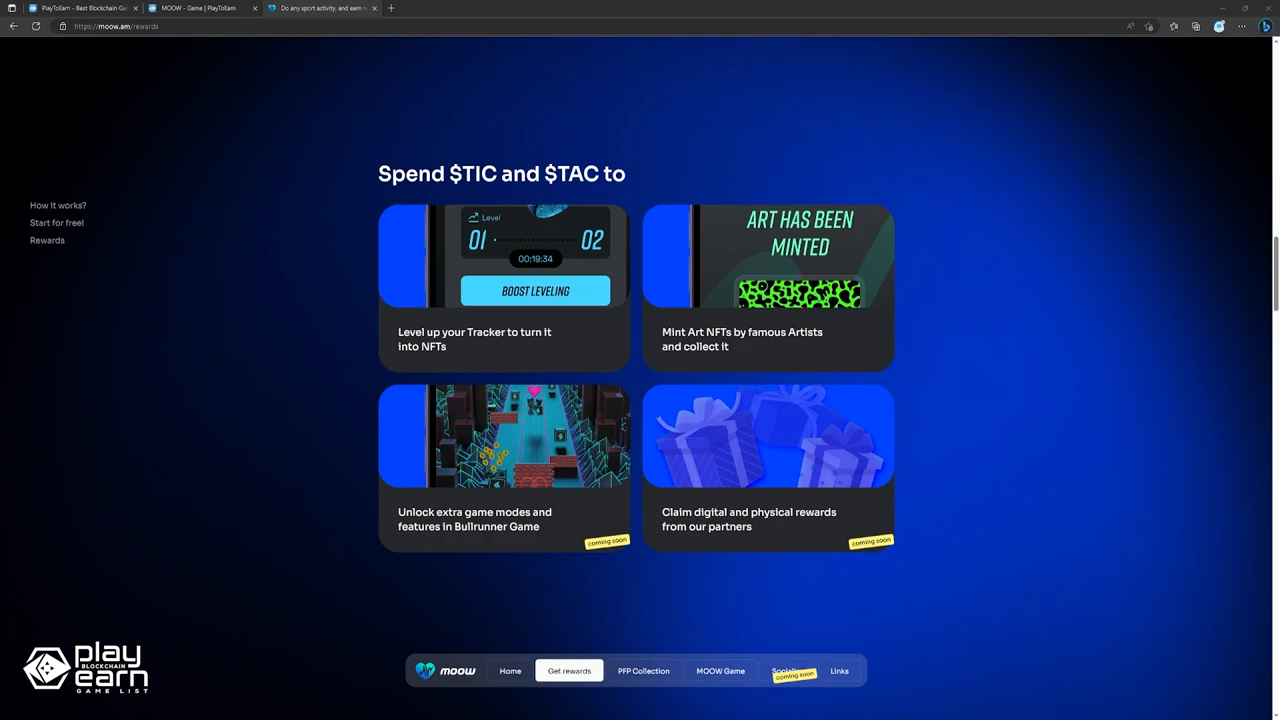 PlayToEarn - Best Blockchain Ga
MOOW - Game | PlayToEarn
Do any sport activity, and earn r
https://moow.am/rewards
Spend $TIC and $TAC to
How it works?
Start for free!
Rewards
Level
01
02
00:19:34
BOOST LEVELING
Level up your Tracker to turn it
into NFTs
ART HAS BEEN
MINTED
Mint Art NFTs by famous Artists
and collect it
Unlock extra game modes and
features in Bullrunner Game
coming soon
Claim digital and physical rewards
from our partners
coming soon
play
BLOCKCHAIN
earn
GAME LIST
moow
Home
Get rewards
PFP Collection
MOOW Game
coming soon
Links